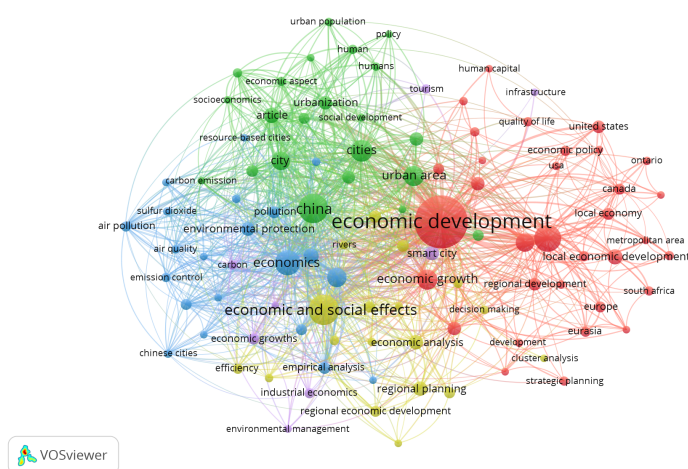 urban population
policy
human
humans
human capital
economic aspect
tourism
infrastructure
socioeconomics
urbanization
article
social development
quality of life
united states
resource-based cities
cities
economic policy
city
usa
ontario
urban area
carbon emission
canada
sulfur dioxide
pollution
china
local economy
air pollution
environmental protection
economic development
rivers
metropolitan area
air quality
smart city
local economic development
carbon
economics
emission control
economic growth
regional development
south africa
economic and social effects
decision making
europe
eurasia
economic growths
economic analysis
development
chinese cities
cluster analysis
efficiency
empirical analysis
strategic planning
industrial economics
regional planning
regional economic development
environmental management
VOSviewer